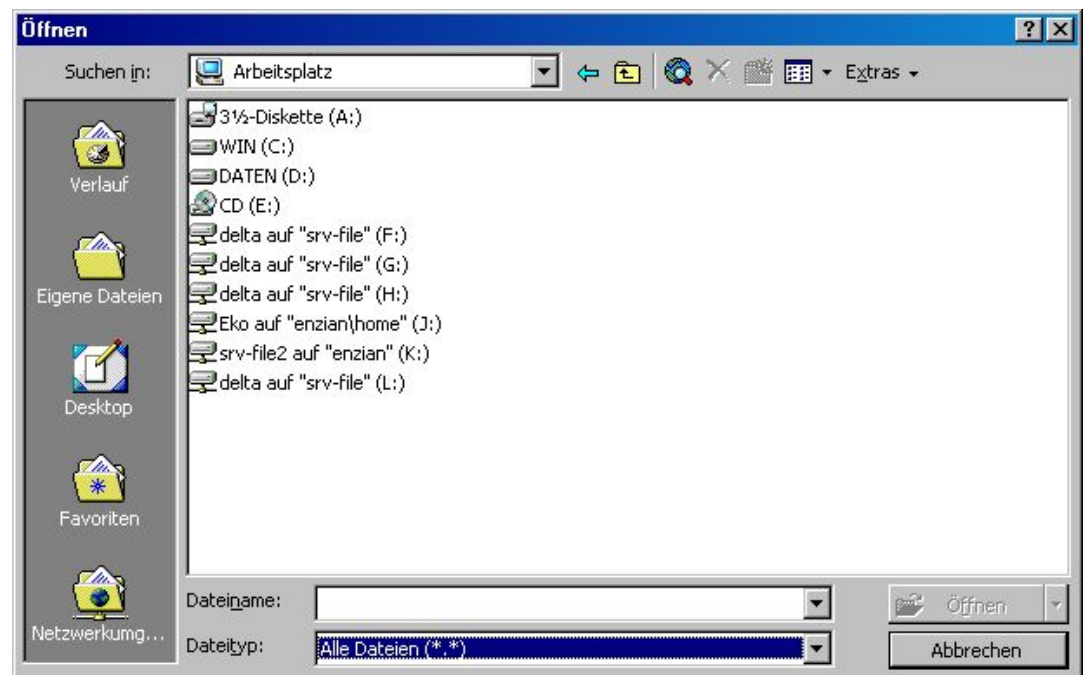 Öffnen
Suchen in: Arbeitsplatz Extras
3½-Diskette (A:)
WIN (C:)
DATEN (D:)
CD (E:)
delta auf "srv-file" (F:)
delta auf "srv-file" (G:)
delta auf "srv-file" (H:)
Eko auf "enzian\home" (J:)
srv-file2 auf "enzian" (K:)
delta auf "srv-file" (L:)
Verlauf
Eigene Dateien
Desktop
Favoriten
Netzwerkumg...
Dateiname: Öffnen
Dateityp: Alle Dateien (*.*) Abbrechen